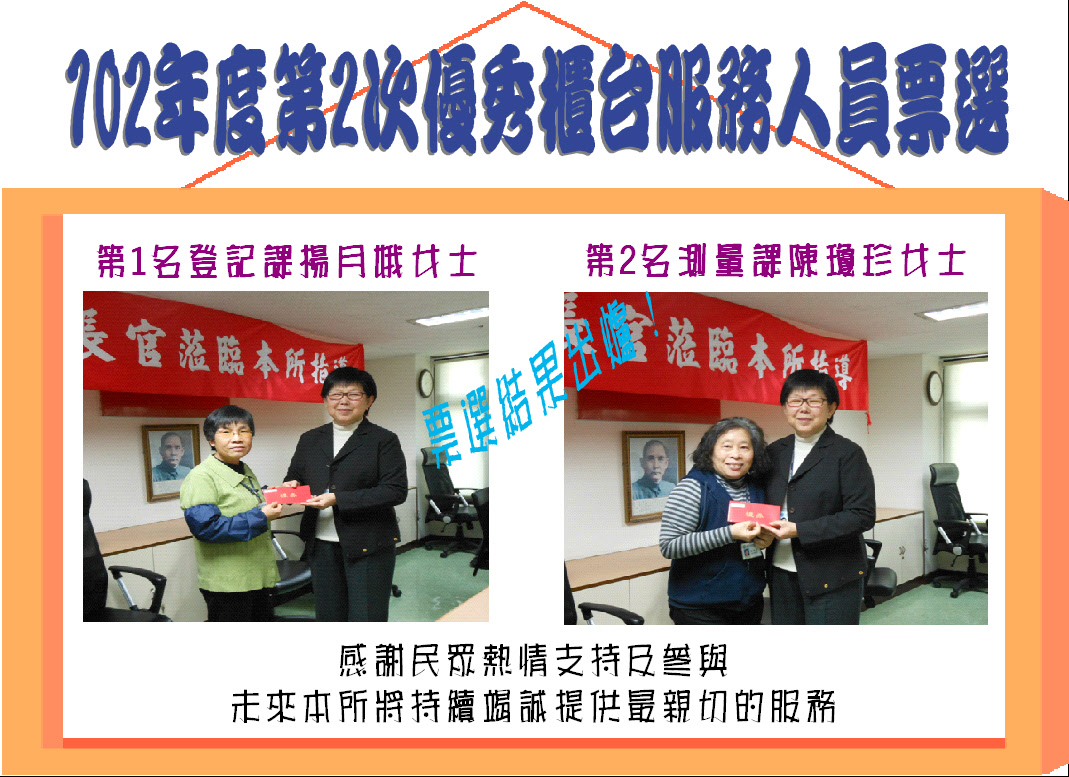 102年度第2次優秀櫃台服務人員票選
第1名登記課楊月娥女士
第2名測量課陳瓊珍女士
長官蒞臨本所指導
長官蒞臨本所指導
票選結果出爐！
感謝民眾熱情支持及參與
未來本所將持續竭誠提供最親切的服務